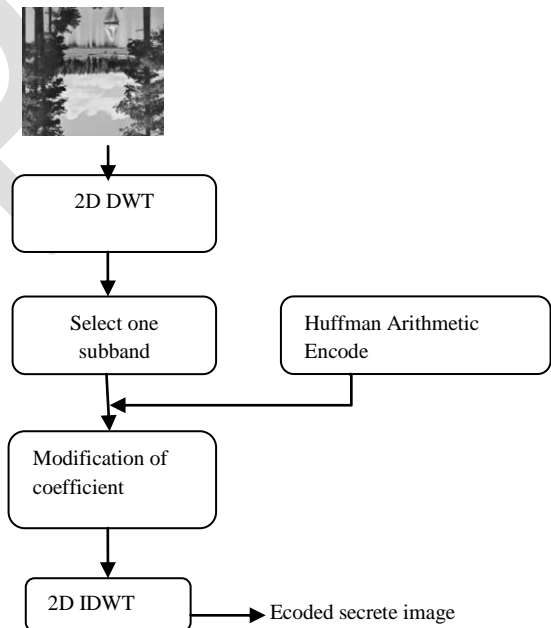 2D DWT
Select one
subband
Huffman Arithmetic
Encode
Modification of
coefficient
2D IDWT
Ecoded secrete image